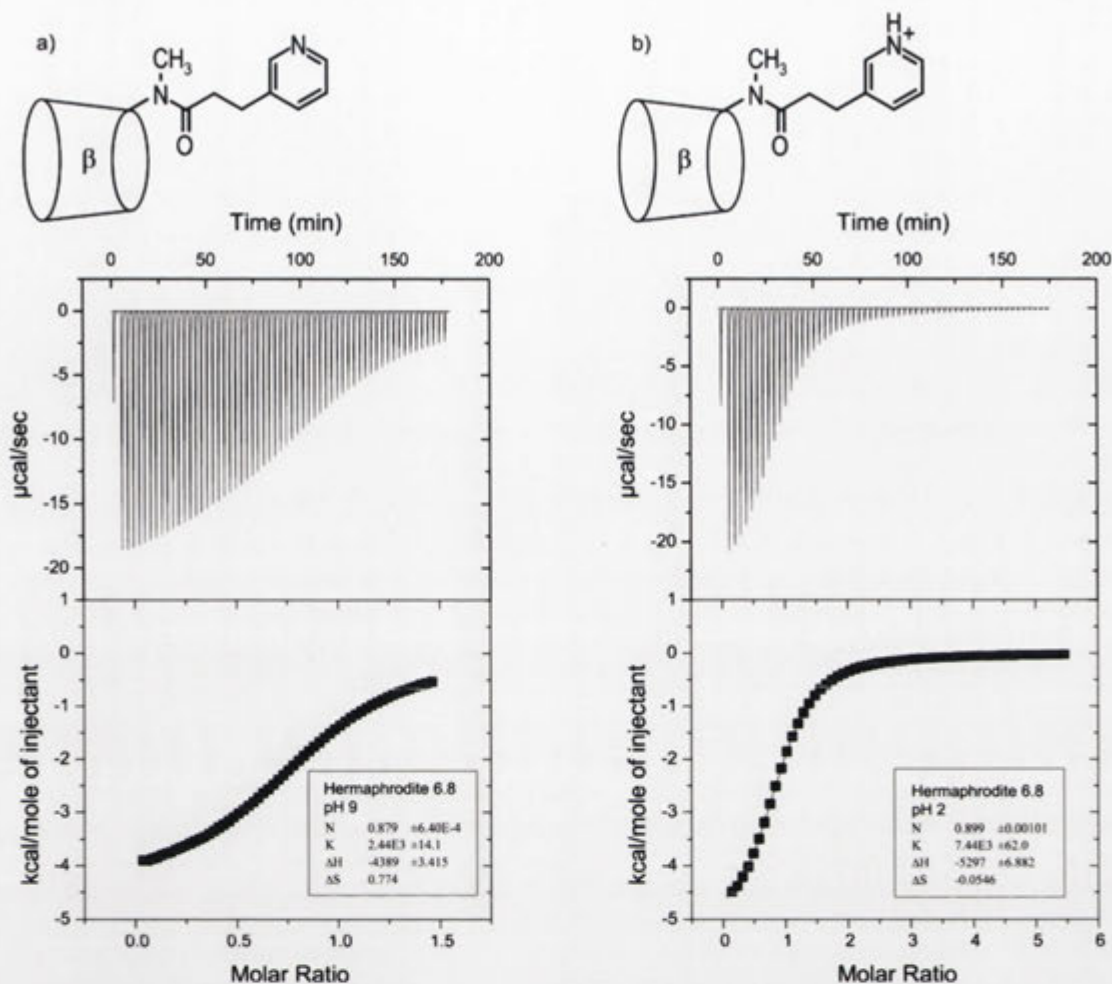 a)
N
CH3
N
O
β
Time (min)
0 50 100 150 200
0
-5
-10
-15
-20
µcal/sec
1
0
-1
-2
-3
-4
-5
kcal/mole of injectant
Hermaphrodite 6.8
pH 9
N 0.879 ±6.40E-4
K 2.44E3 ±14.1
ΔH -4389 ±3.415
ΔS 0.774
0.0 0.5 1.0 1.5
Molar Ratio
b)
H
N+
CH3
N
O
β
Time (min)
0 50 100 150 200
0
-5
-10
-15
-20
µcal/sec
1
0
-1
-2
-3
-4
-5
kcal/mole of injectant
Hermaphrodite 6.8
pH 2
N 0.899 ±0.00101
K 7.44E3 ±62.0
ΔH -5297 ±6.882
ΔS -0.0546
0 1 2 3 4 5 6
Molar Ratio